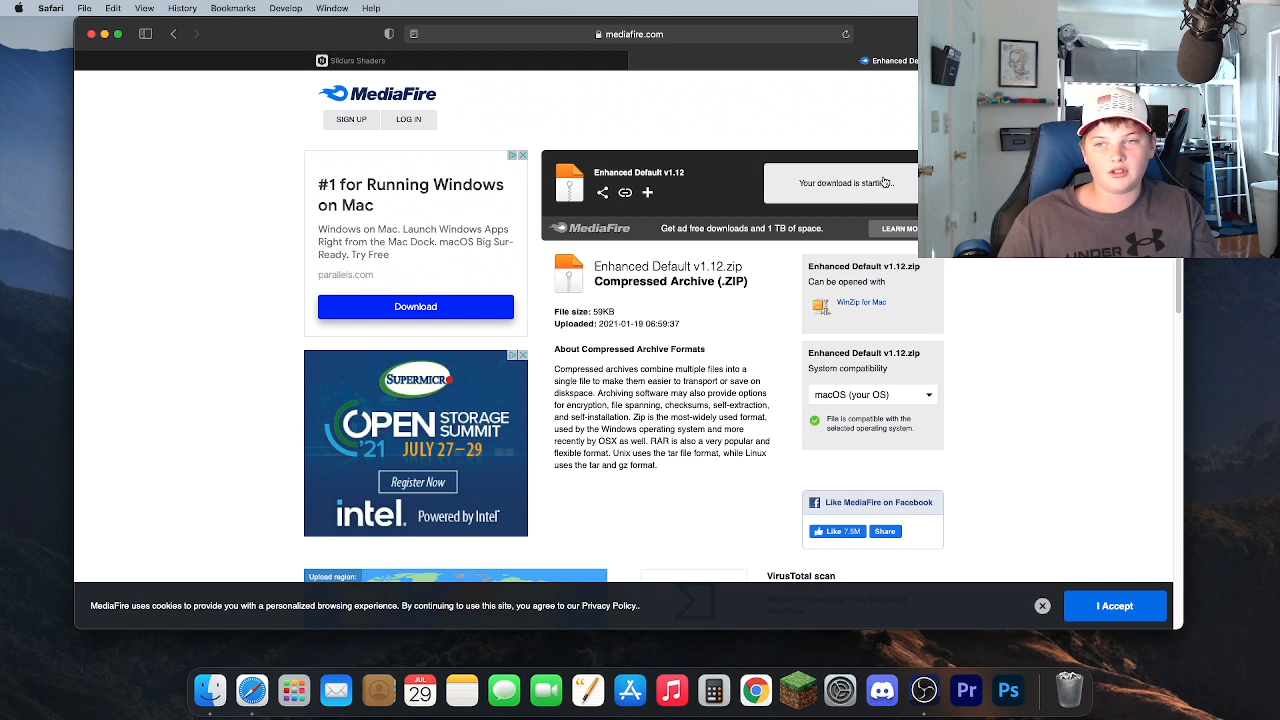 Safari File Edit View History Bookmarks Develop Window Help
mediafire.com
N Slidurs Shaders
Enhanced De
MediaFire
SIGN UP LOG IN
#1 for Running Windows
on Mac
Windows on Mac. Launch Windows Apps
Right from the Mac Dock. macOS Big Sur-
Ready. Try Free
parallels.com
Download
Enhanced Default v1.12
Your download is starting...
MediaFire
Get ad free downloads and 1 TB of space.
LEARN MO
Enhanced Default v1.12.zip
Compressed Archive (.ZIP)
File size: 59KB
Uploaded: 2021-01-19 06:59:37
About Compressed Archive Formats
Compressed archives combine multiple files into a
single file to make them easier to transport or save on
diskspace. Archiving software may also provide options
for encryption, file spanning, checksums, self-extraction,
and self-installation. Zip is the most-widely used format,
used by the Windows operating system and more
recently by OSX as well. RAR is also a very popular and
flexible format. Unix uses the tar file format, while Linux
uses the tar and gz format.
Enhanced Default v1.12.zip
Can be opened with
WinZip for Mac
Enhanced Default v1.12.zip
System compatibility
macOS (your OS)
File is compatible with the
selected operating system.
Like MediaFire on Facebook
Like 7.5M Share
SUPERMICR
OPEN STORAGE
SUMMIT
'21 JULY 27-29
Register Now
intel. Powered by Intel
Upload region:
VirusTotal scan
MediaFire uses cookies to provide you with a personalized browsing experience. By continuing to use this site, you agree to our Privacy Policy..
I Accept
UNDER
JUL
29
Pr
Ps